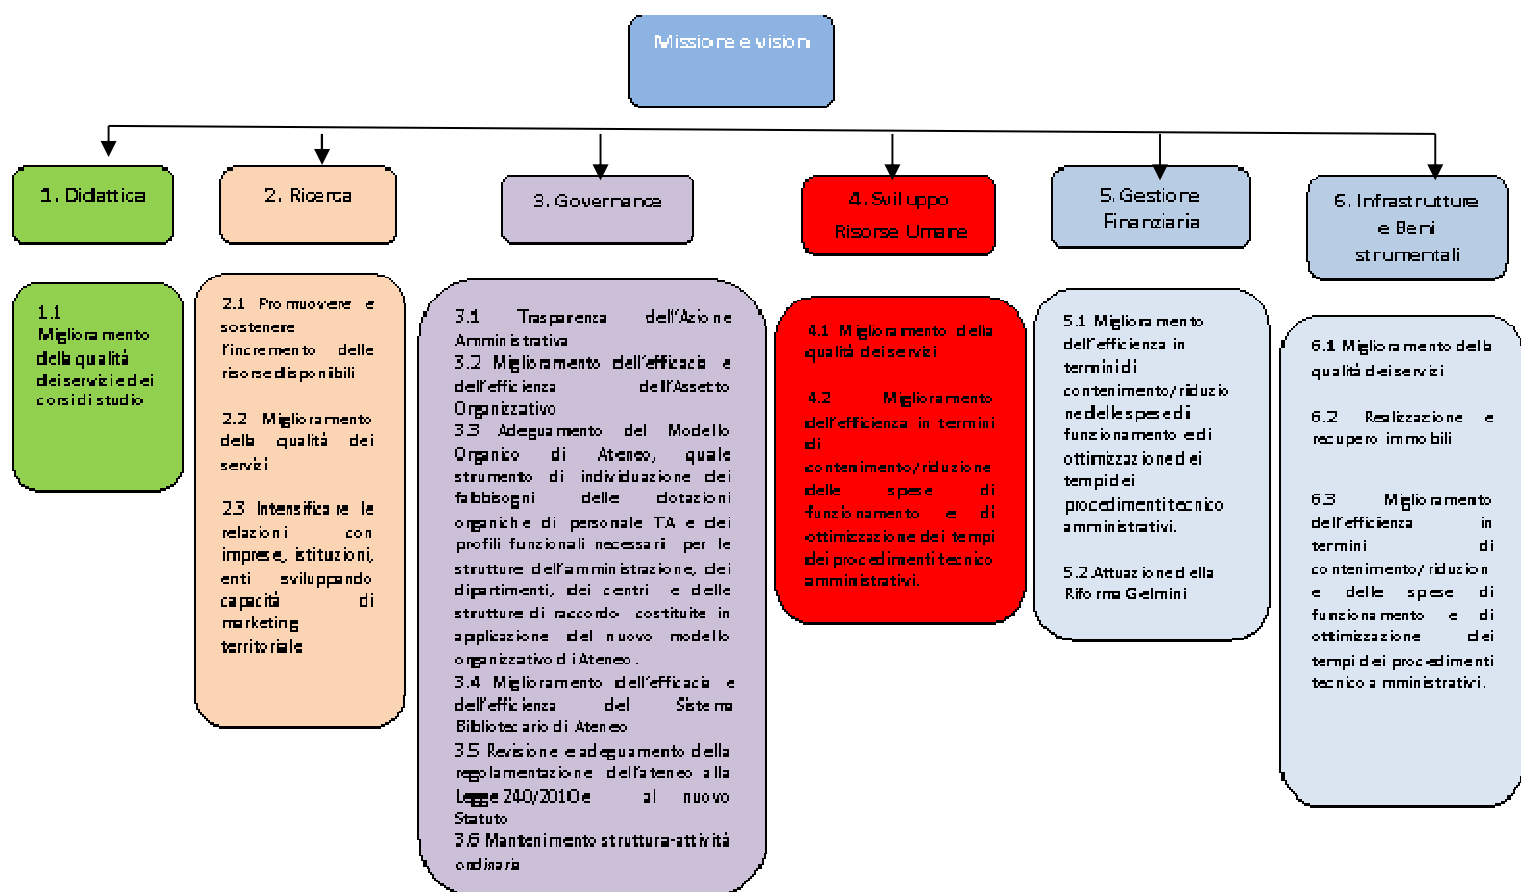 Missione e vision
1. Didattica
2. Ricerca
3. Governance
4. Sviluppo
Risorse Umane
5. Gestione
Finanziaria
6. Infrastrutture
e Beni
strumentali
1.1
Miglioramento
della qualità
dei servizi e dei
corsi di studio
2.1 Promuovere e
sostenere
l'incremento delle
risorse disponibili
2.2 Miglioramento
della qualità dei
servizi
2.3 Intensificare le
relazioni con
imprese, istituzioni,
enti sviluppando
capacità di
marketing
territoriale
3.1 Trasparenza dell'Azione
Amministrativa
3.2 Miglioramento dell'efficacia e
dell'efficienza dell'Assetto
Organizzativo
3.3 Adeguamento del Modello
Organico di Ateneo, quale
strumento di individuazione dei
fabbisogni delle dotazioni
organiche di personale TA e dei
profili funzionali necessari per le
strutture dell'amministrazione, dei
dipartimenti, dei centri e delle
strutture di raccordo costituite in
applicazione del nuovo modello
organizzativo di Ateneo.
3.4 Miglioramento dell'efficacia e
dell'efficienza del Sistema
Bibliotecario di Ateneo
3.5 Revisione e adeguamento della
regolamentazione dell'ateneo alla
Legge 240/2010 e al nuovo
Statuto
3.6 Mantenimento struttura-attività
ordinaria
4.1 Miglioramento della
qualità dei servizi
4.2 Miglioramento
dell'efficienza in termini
di
contenimento/riduzione
delle spese di
funzionamento e di
ottimizzazione dei tempi
dei procedimenti tecnico
amministrativi.
5.1 Miglioramento
dell'efficienza in
termini di
contenimento/riduzio
ne delle spese di
funzionamento e di
ottimizzazione dei
tempi dei
procedimenti tecnico
amministrativi.
5.2.Attuazione della
Riforma Gelmini
6.1 Miglioramento della
qualità dei servizi
6.2 Realizzazione e
recupero immobili
6.3 Miglioramento
dell'efficienza in
termini di
contenimento/riduzion
e delle spese di
funzionamento e di
ottimizzazione dei
tempi dei procedimenti
tecnico amministrativi.